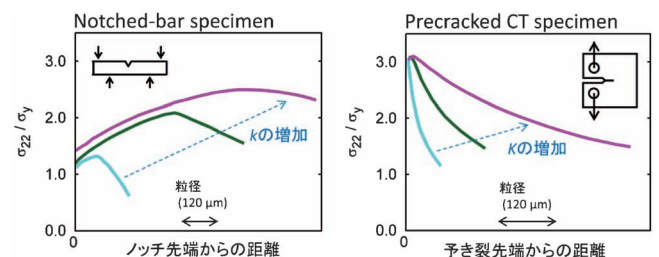 Notched-bar specimen
σ22 / σy
3.0
2.0
1.0
0.0
kの増加
粒径
(120 μm)
0
ノッチ先端からの距離
Precracked CT specimen
σ22 / σy
3.0
2.0
1.0
0.0
Kの増加
粒径
(120 μm)
0
予き裂先端からの距離